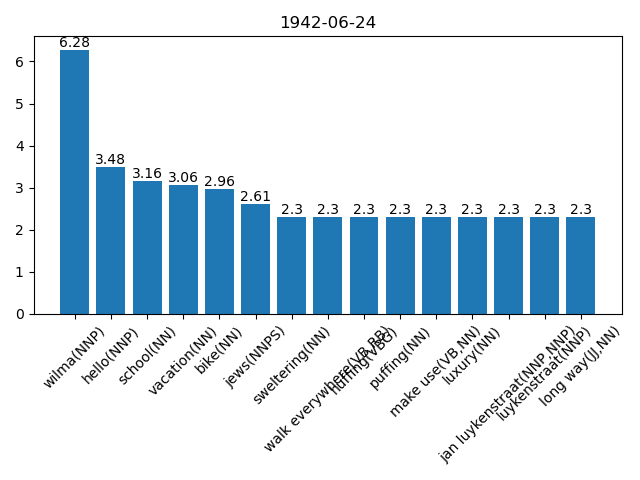 1942-06-24
6.28
3.48
3.16
3.06
2.96
2.61
2.3
2.3
2.3
2.3
2.3
2.3
2.3
2.3
2.3
6
5
4
3
2
1
0
wilma(NNP)
hello(NNP)
school(NN)
vacation(NN)
bike(NN)
jews(NNPS)
sweltering(NN)
walk everywhere(VB,RB)
huffing(VBG)
puffing(NN)
make use(VB,NN)
luxury(NN)
jan luykenstraat(NNP,NNP)
luykenstraat(NNP)
long way(JJ,NN)